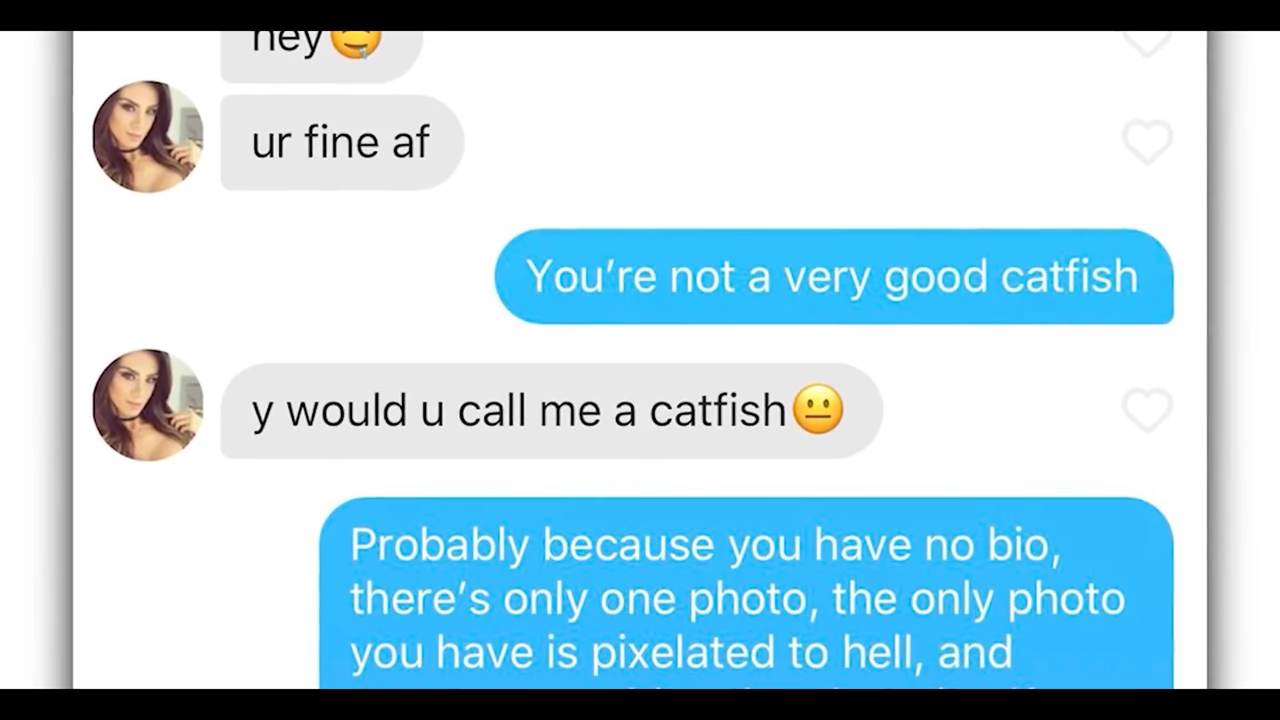 hey🤤
ur fine af
You're not a very good catfish
y would u call me a catfish😐
Probably because you have no bio,
there's only one photo, the only photo
you have is pixelated to hell, and